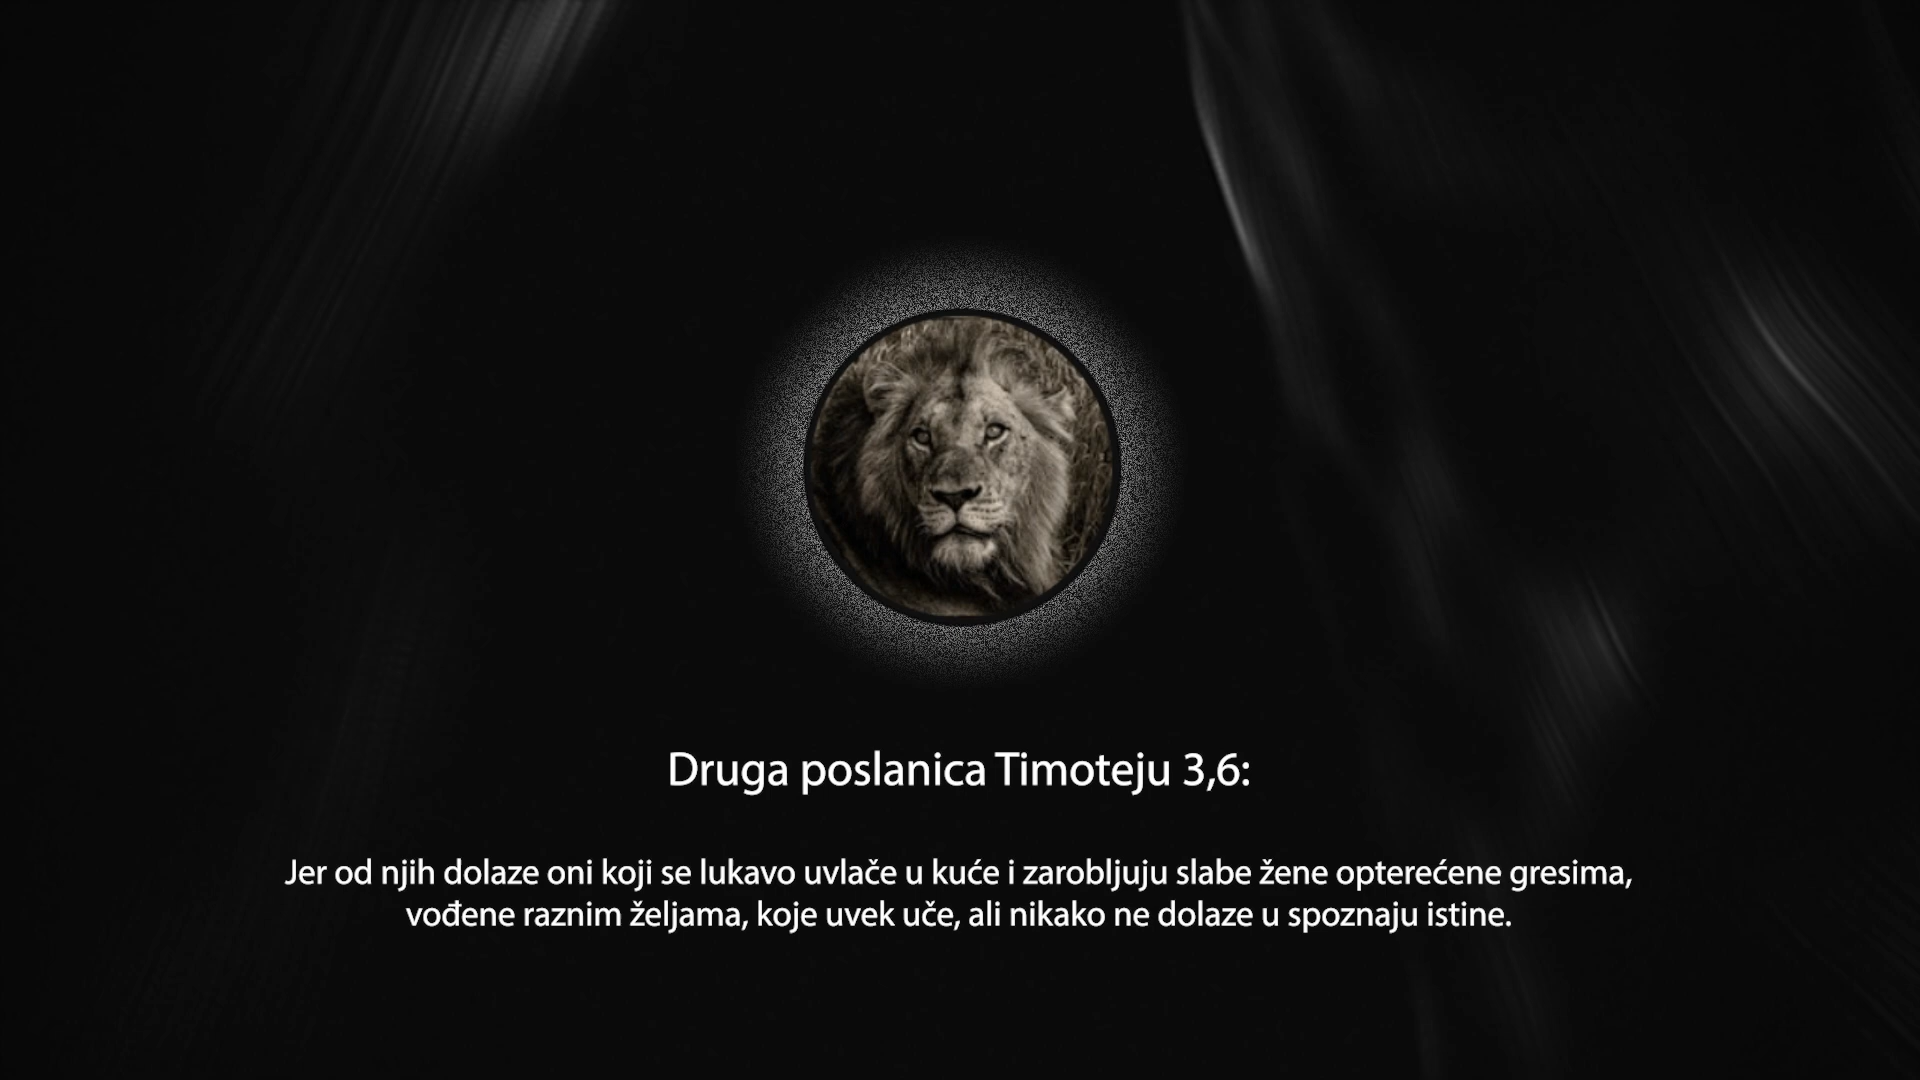 Druga poslanica Timoteju 3,6:
Jer od njih dolaze oni koji se lukavo uvlače u kuće i zarobljuju slabe žene opterećene gresima,
vođene raznim željama, koje uvek uče, ali nikako ne dolaze u spoznaju istine.